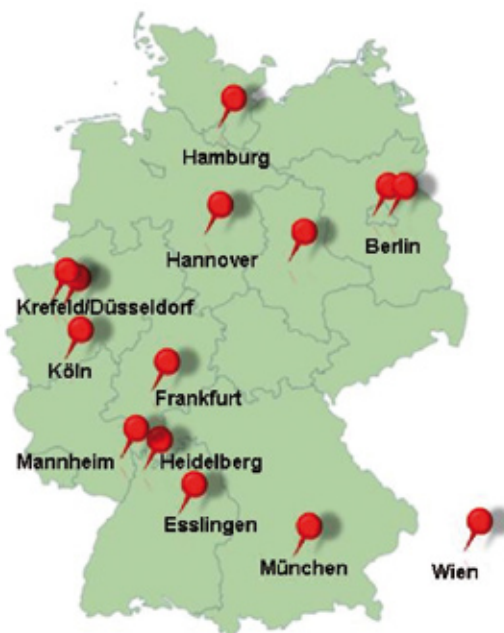 Hamburg
Hannover
Berlin
Krefeld/Düsseldorf
Köln
Frankfurt
Mannheim
Heidelberg
Esslingen
München
Wien